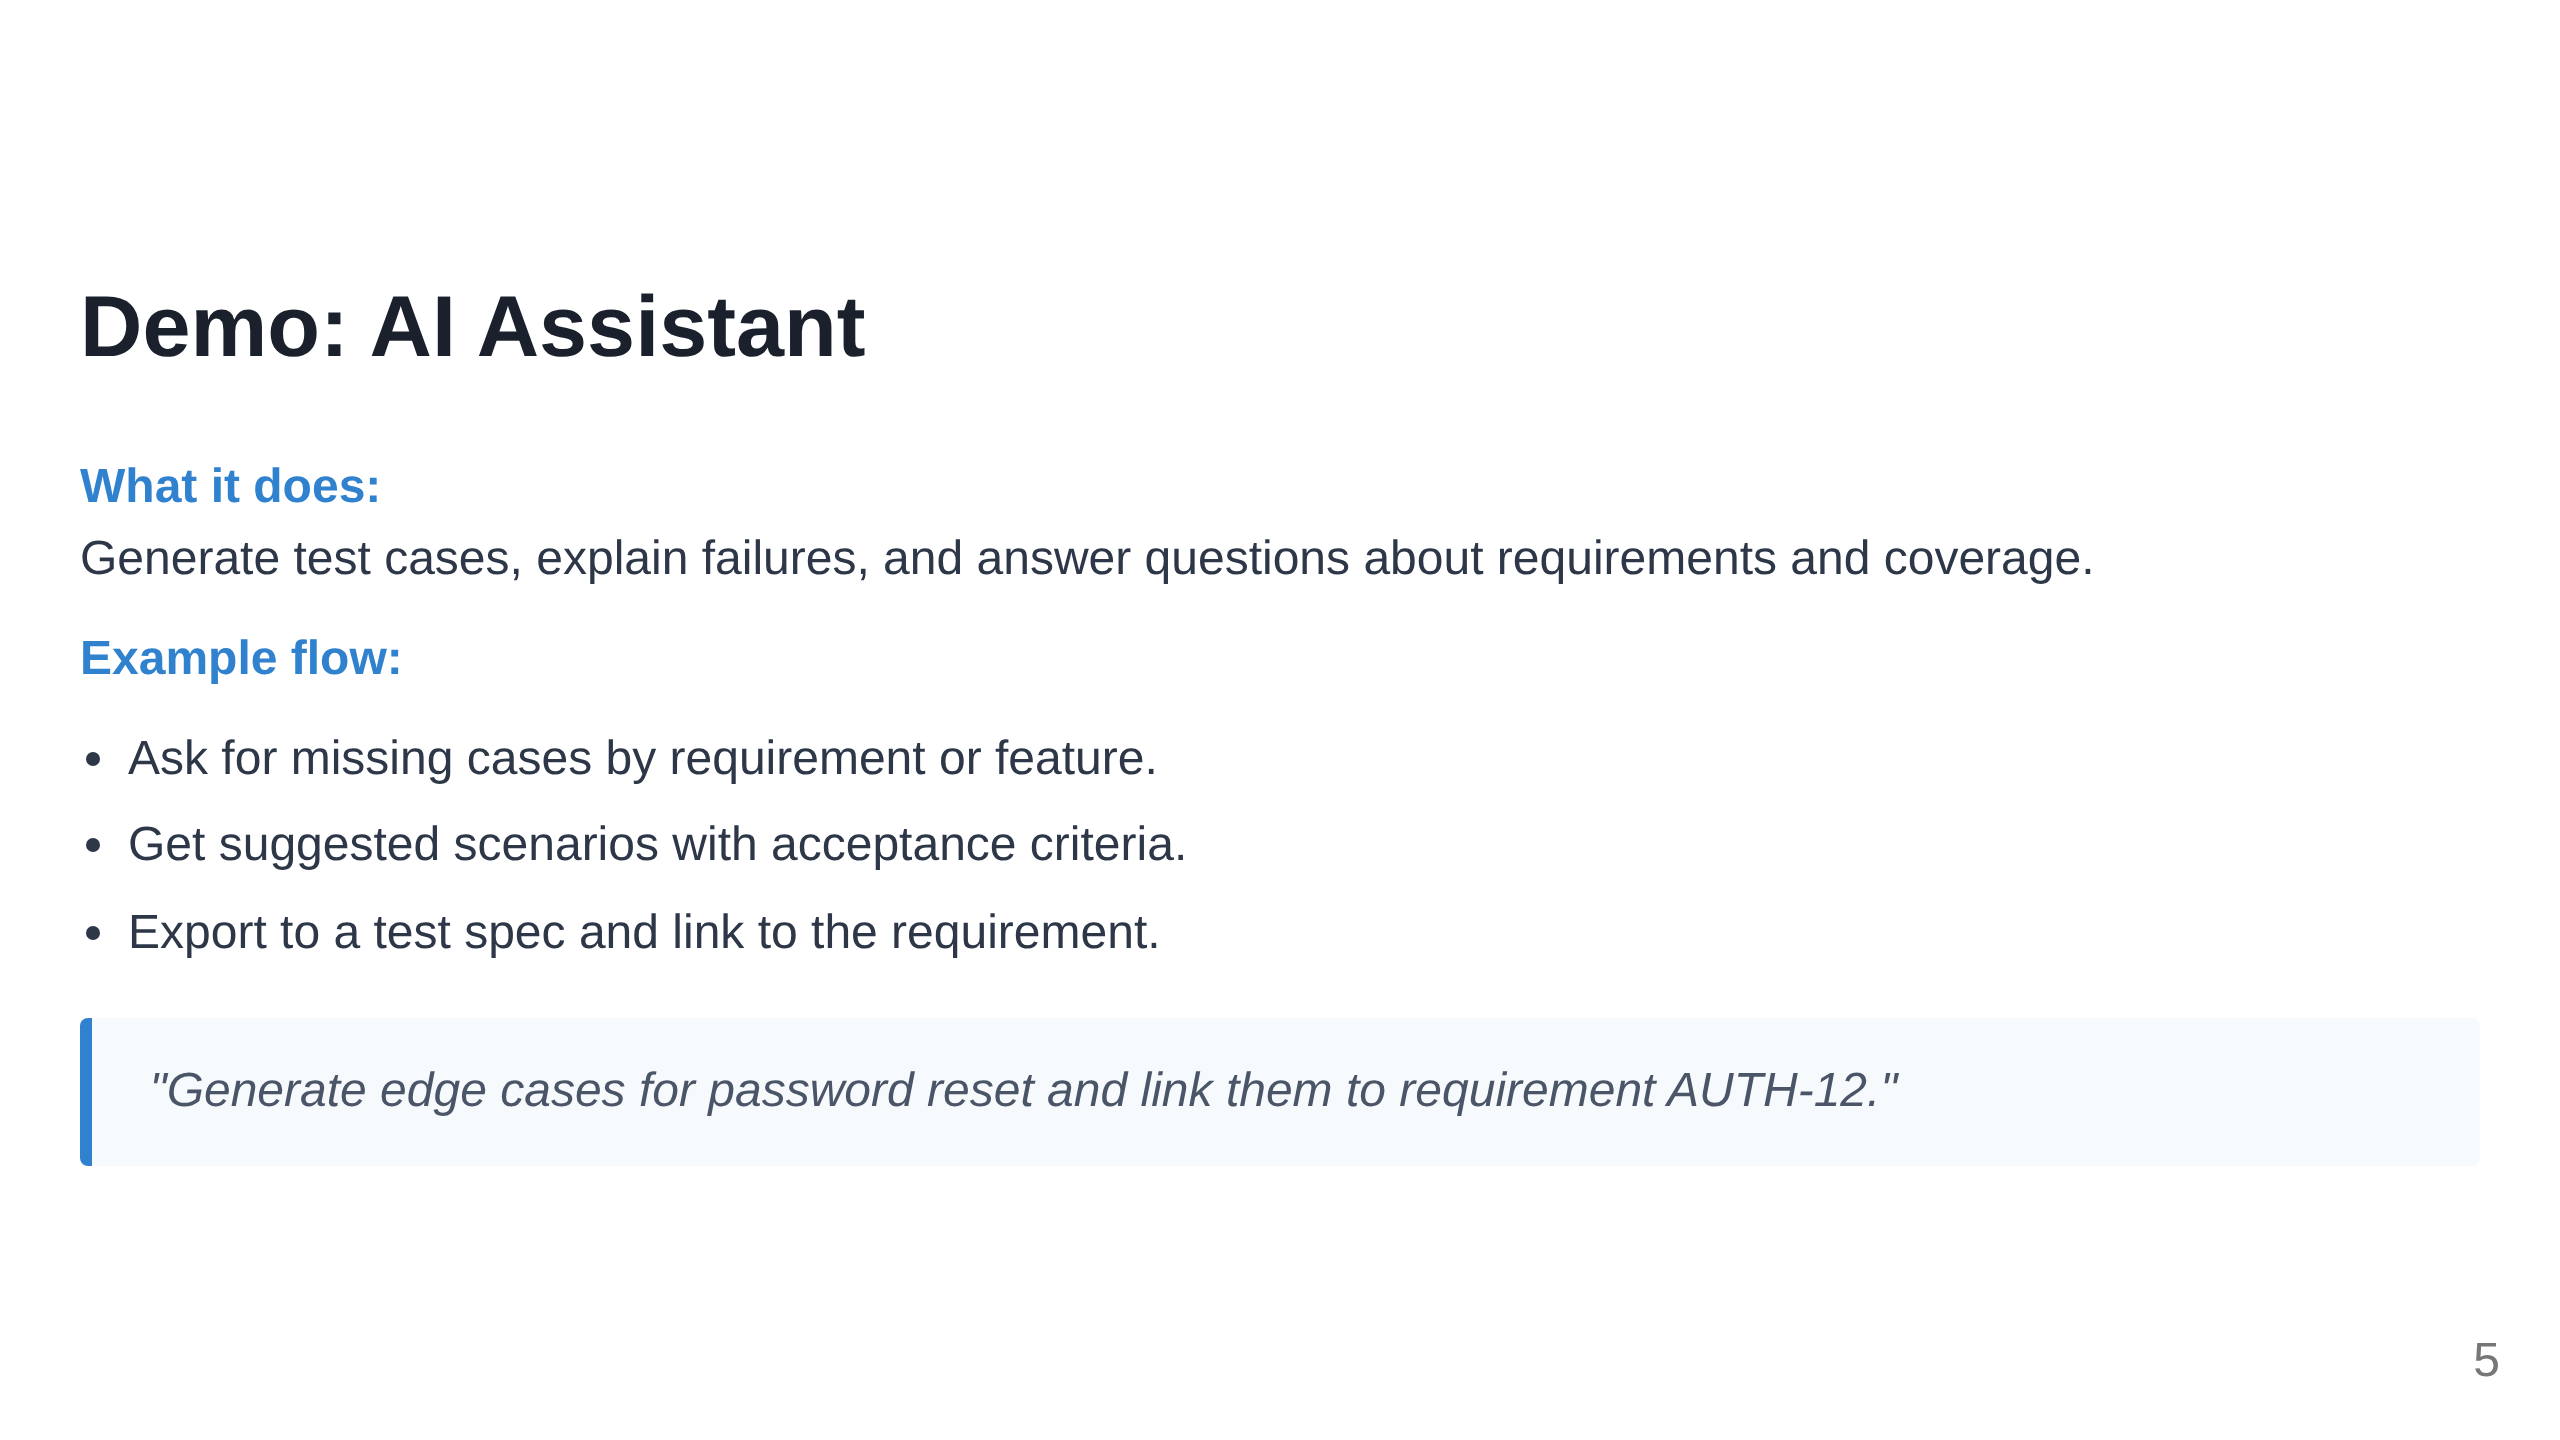 Demo: AI Assistant
What it does:
Generate test cases, explain failures, and answer questions about requirements and coverage.
Example flow:
• Ask for missing cases by requirement or feature.
• Get suggested scenarios with acceptance criteria.
• Export to a test spec and link to the requirement.
"Generate edge cases for password reset and link them to requirement AUTH-12."
5